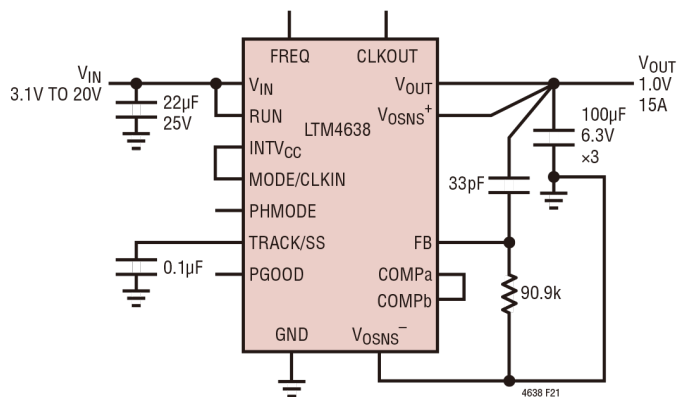 FREQ
CLKOUT
V_IN
3.1V TO 20V
22µF
25V
V_IN
RUN
INTV_CC
MODE/CLKIN
PHMODE
TRACK/SS
PGOOD
0.1µF
LTM4638
V_OUT
V_OSNS^+
FB
COMPa
COMPb
GND
V_OSNS^–
33pF
90.9k
100µF
6.3V
×3
V_OUT
1.0V
15A
4638 F21